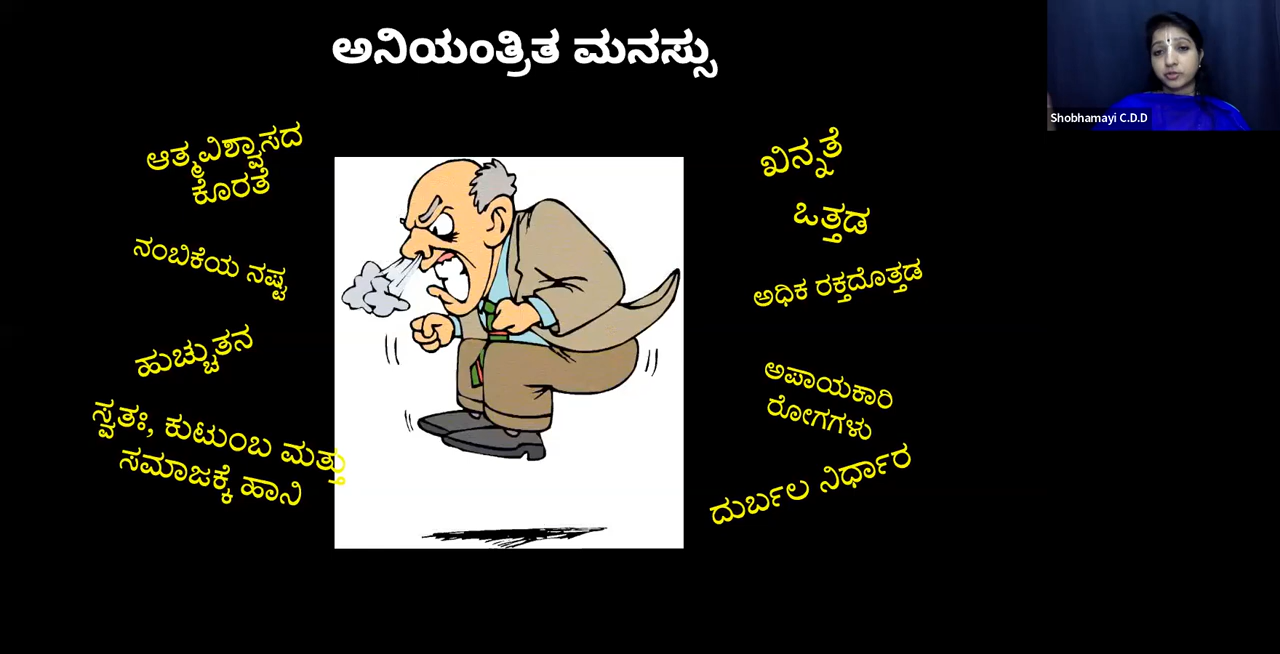 ಅನಿಯಂತ್ರಿತ ಮನಸ್ಸು
Shobhamayi C.D.D
ಆತ್ಮವಿಶ್ವಾಸದ
ಕೊರತೆ
ನಂಬಿಕೆಯ ನಷ್ಟ
ಹುಚ್ಚುತನ
ಸ್ವತಃ, ಕುಟುಂಬ ಮತ್ತು
ಸಮಾಜಕ್ಕೆ ಹಾನಿ
ಖಿನ್ನತೆ
ಒತ್ತಡ
ಅಧಿಕ ರಕ್ತದೊತ್ತಡ
ಅಪಾಯಕಾರಿ
ರೋಗಗಳು
ದುರ್ಬಲ ನಿರ್ಧಾರ